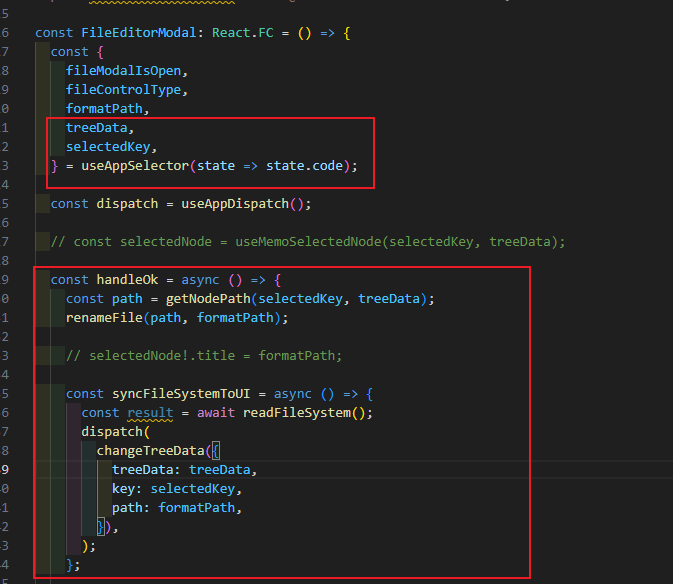 5
6 const FileEditorModal: React.FC = () => {
7 const {
8 fileModalIsOpen,
9 fileControlType,
0 formatPath,
1 treeData,
2 selectedKey,
3 } = useAppSelector(state => state.code);
4
5 const dispatch = useAppDispatch();
6
7 // const selectedNode = useMemoSelectedNode(selectedKey, treeData);
8
9 const handleOk = async () => {
0 const path = getNodePath(selectedKey, treeData);
1 renameFile(path, formatPath);
2
3 // selectedNode!.title = formatPath;
4
5 const syncFileSystemToUI = async () => {
6 const result = await readFileSystem();
7 dispatch(
8 changeTreeData({
9 treeData: treeData,
0 key: selectedKey,
1 path: formatPath,
2 }),
3 );
4 };